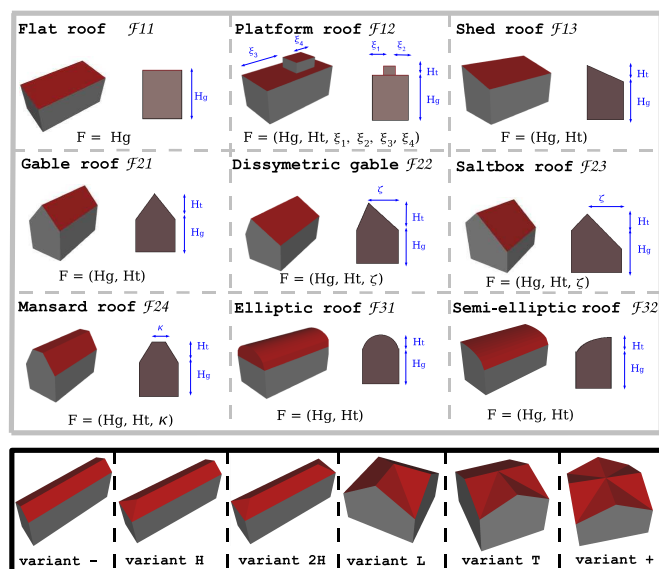 Flat roof ℱ11
Hg
F = Hg
Platform roof ℱ12
ξ3 ξ4 ξ1 ξ2
Ht
Hg
F = (Hg, Ht, ξ1, ξ2, ξ3, ξ4)
Shed roof ℱ13
Ht
Hg
F = (Hg, Ht)
Gable roof ℱ21
Ht
Hg
F = (Hg, Ht)
Dissymetric gable ℱ22
ζ
Ht
Hg
F = (Hg, Ht, ζ)
Saltbox roof ℱ23
ζ
Ht
Hg
F = (Hg, Ht, ζ)
Mansard roof ℱ24
κ
Ht
Hg
F = (Hg, Ht, κ)
Elliptic roof ℱ31
Ht
Hg
F = (Hg, Ht)
Semi-elliptic roof ℱ32
Ht
Hg
F = (Hg, Ht)
variant -
variant H
variant 2H
variant L
variant T
variant +